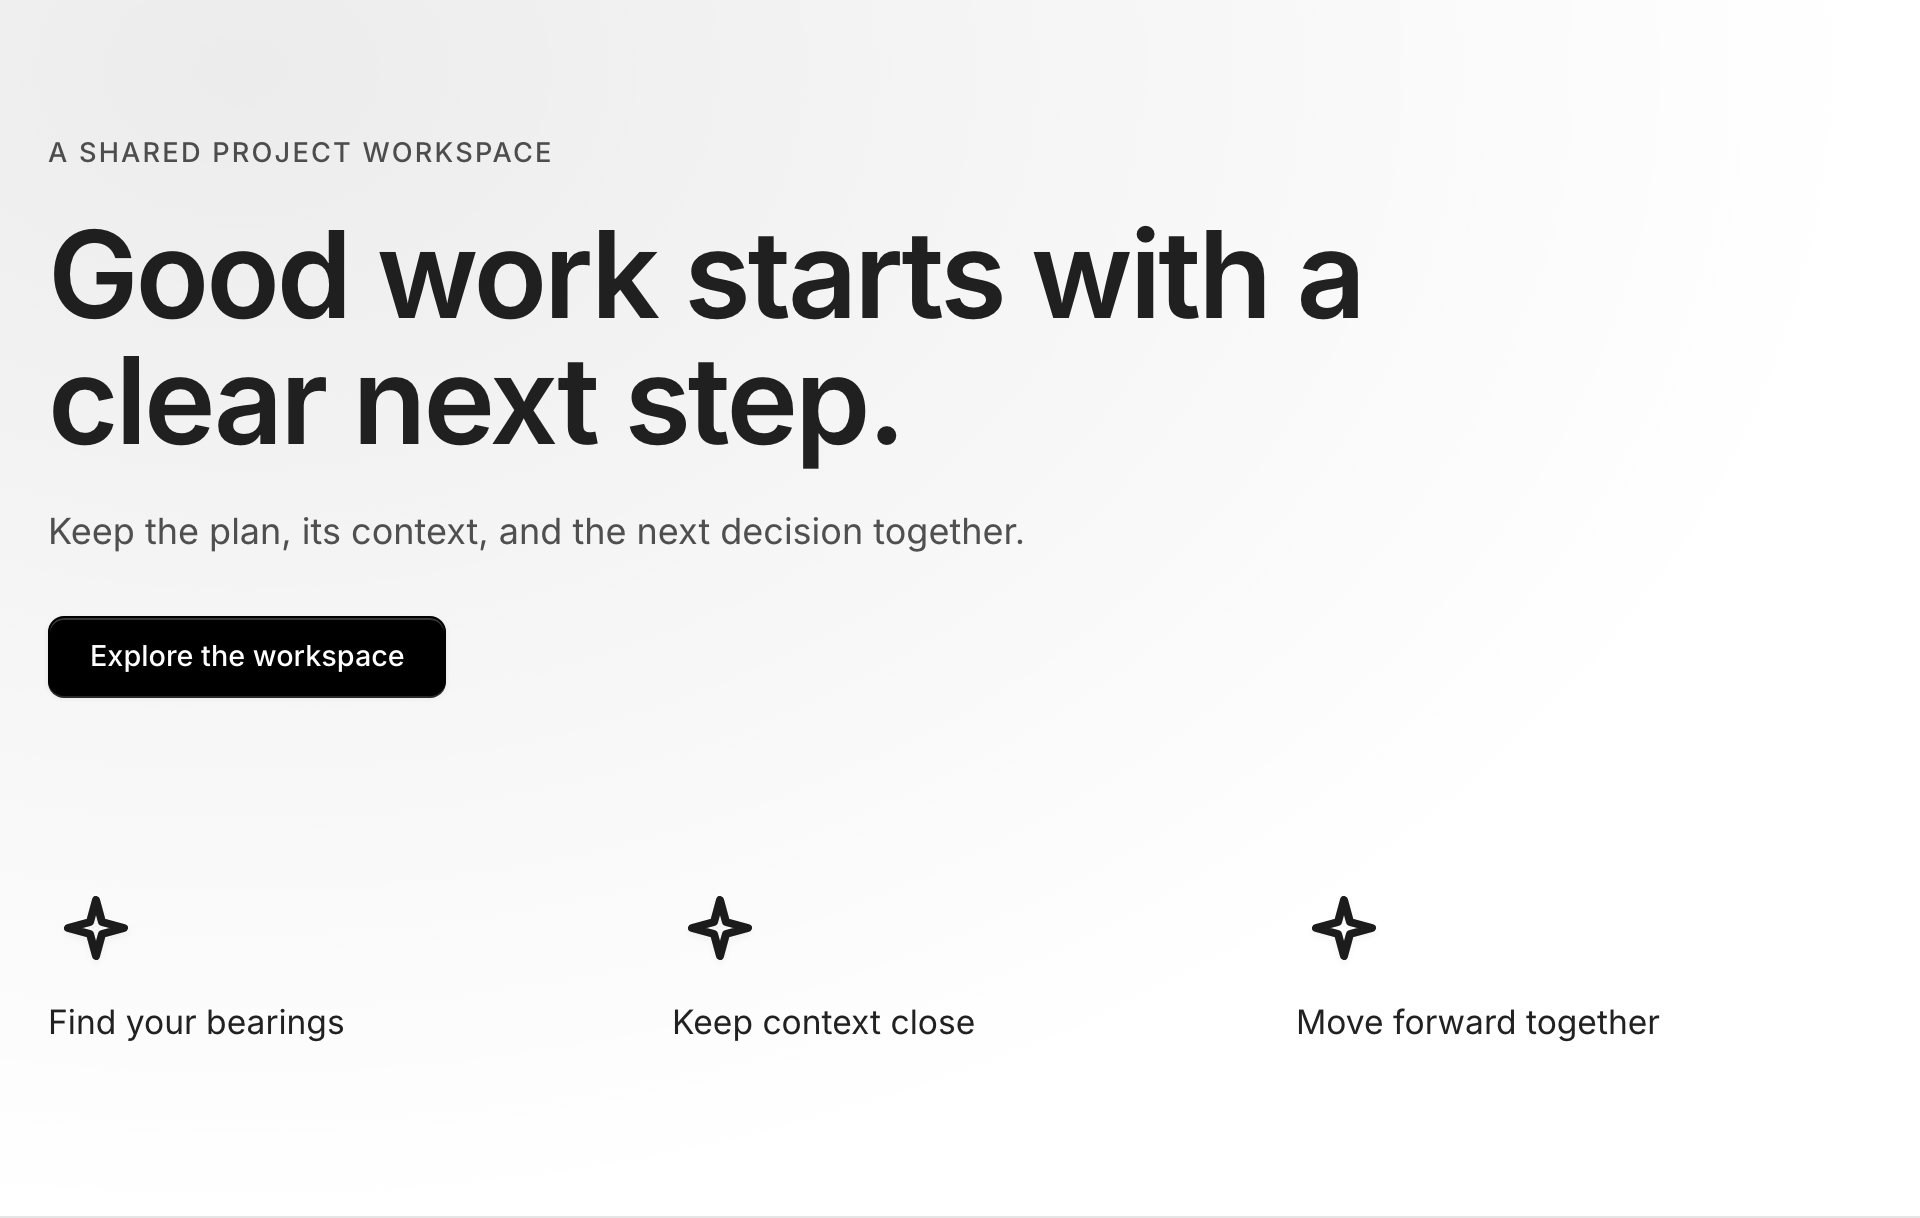 A SHARED PROJECT WORKSPACE
Good work starts with a
clear next step.
Keep the plan, its context, and the next decision together.
Explore the workspace
Find your bearings
Keep context close
Move forward together